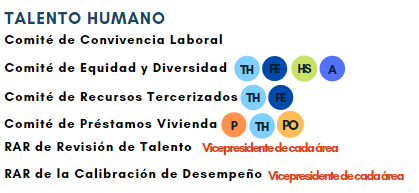 TALENTO HUMANO
Comité de Convivencia Laboral
Comité de Equidad y Diversidad TH FE HS A
Comité de Recursos Tercerizados TH FE
Comité de Préstamos Vivienda P TH PO
RAR de Revisión de Talento Vicepresidente de cada área
RAR de la Calibración de Desempeño Vicepresidente de cada área